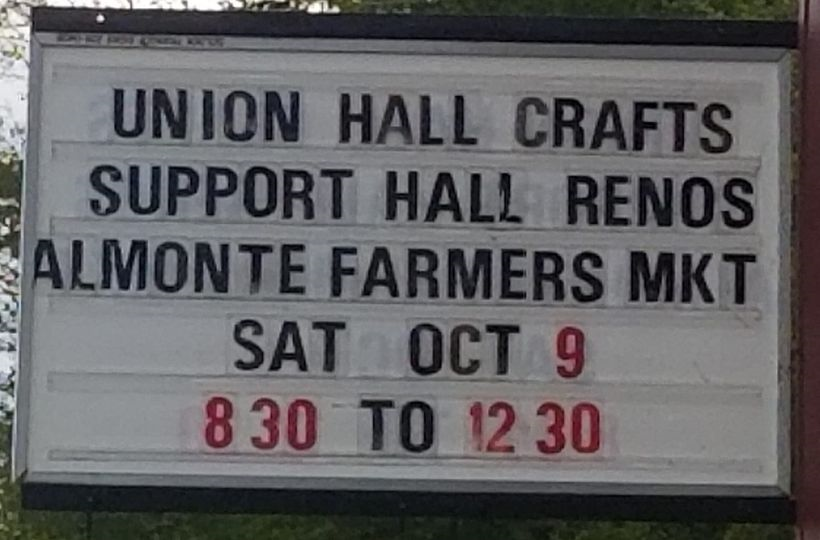 UNION HALL CRAFTS
SUPPORT HALL RENOS
ALMONTE FARMERS MKT
SAT OCT 9
8 30 TO 12 30